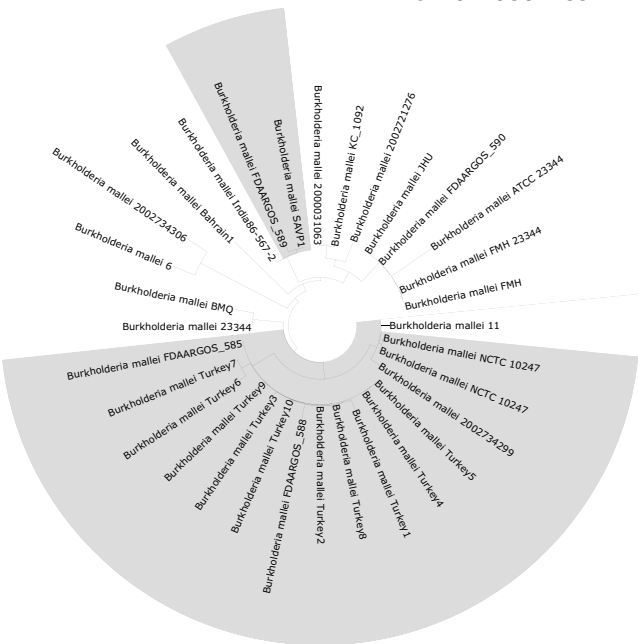 Burkholderia mallei FDAARGOS_589
Burkholderia mallei SAVP1
Burkholderia mallei 2000031063
Burkholderia mallei KC_1092
Burkholderia mallei 2002721276
Burkholderia mallei JHU
Burkholderia mallei FDAARGOS_590
Burkholderia mallei ATCC 23344
Burkholderia mallei FMH 23344
Burkholderia mallei FMH
Burkholderia mallei 11
Burkholderia mallei NCTC 10247
Burkholderia mallei NCTC 10247
Burkholderia mallei 2002734299
Burkholderia mallei Turkey5
Burkholderia mallei Turkey4
Burkholderia mallei Turkey1
Burkholderia mallei Turkey8
Burkholderia mallei Turkey2
Burkholderia mallei FDAARGOS_588
Burkholderia mallei Turkey10
Burkholderia mallei Turkey3
Burkholderia mallei Turkey9
Burkholderia mallei Turkey6
Burkholderia mallei Turkey7
Burkholderia mallei FDAARGOS_585
Burkholderia mallei 23344
Burkholderia mallei BMQ
Burkholderia mallei 6
Burkholderia mallei 2002734306
Burkholderia mallei Bahrain1
Burkholderia mallei India86-567-2